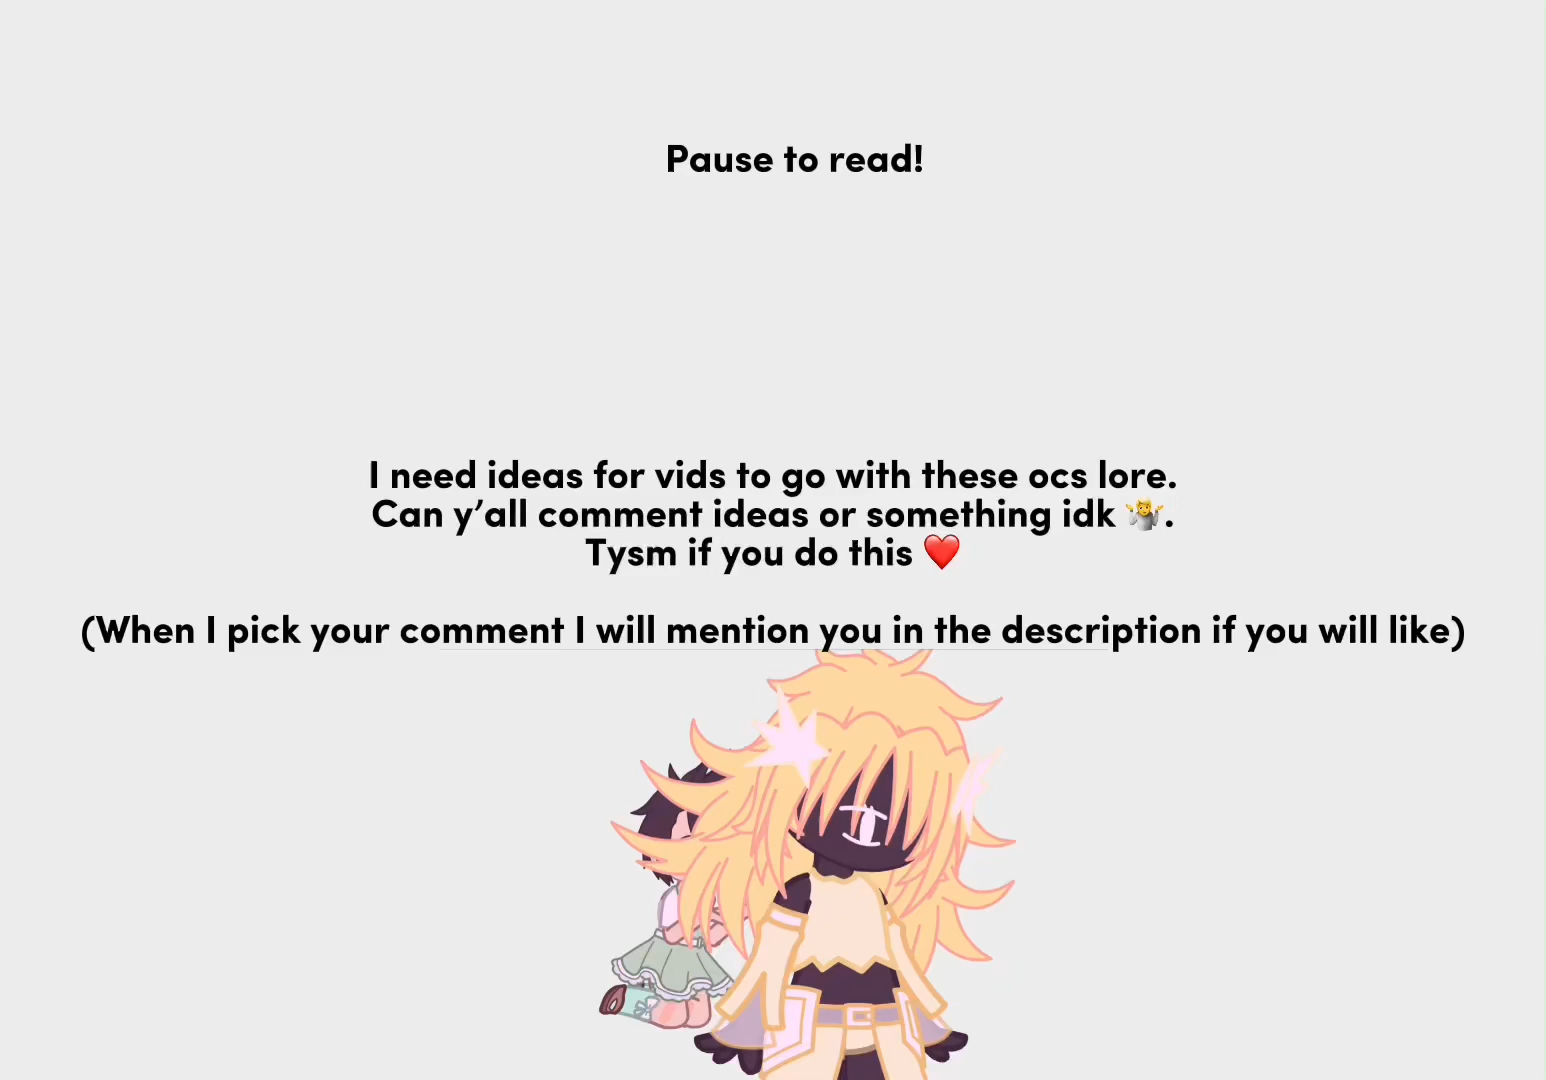 Pause to read!
I need ideas for vids to go with these ocs lore.
Can y’all comment ideas or something idk 🤷.
Tysm if you do this ❤️
(When I pick your comment I will mention you in the description if you will like)